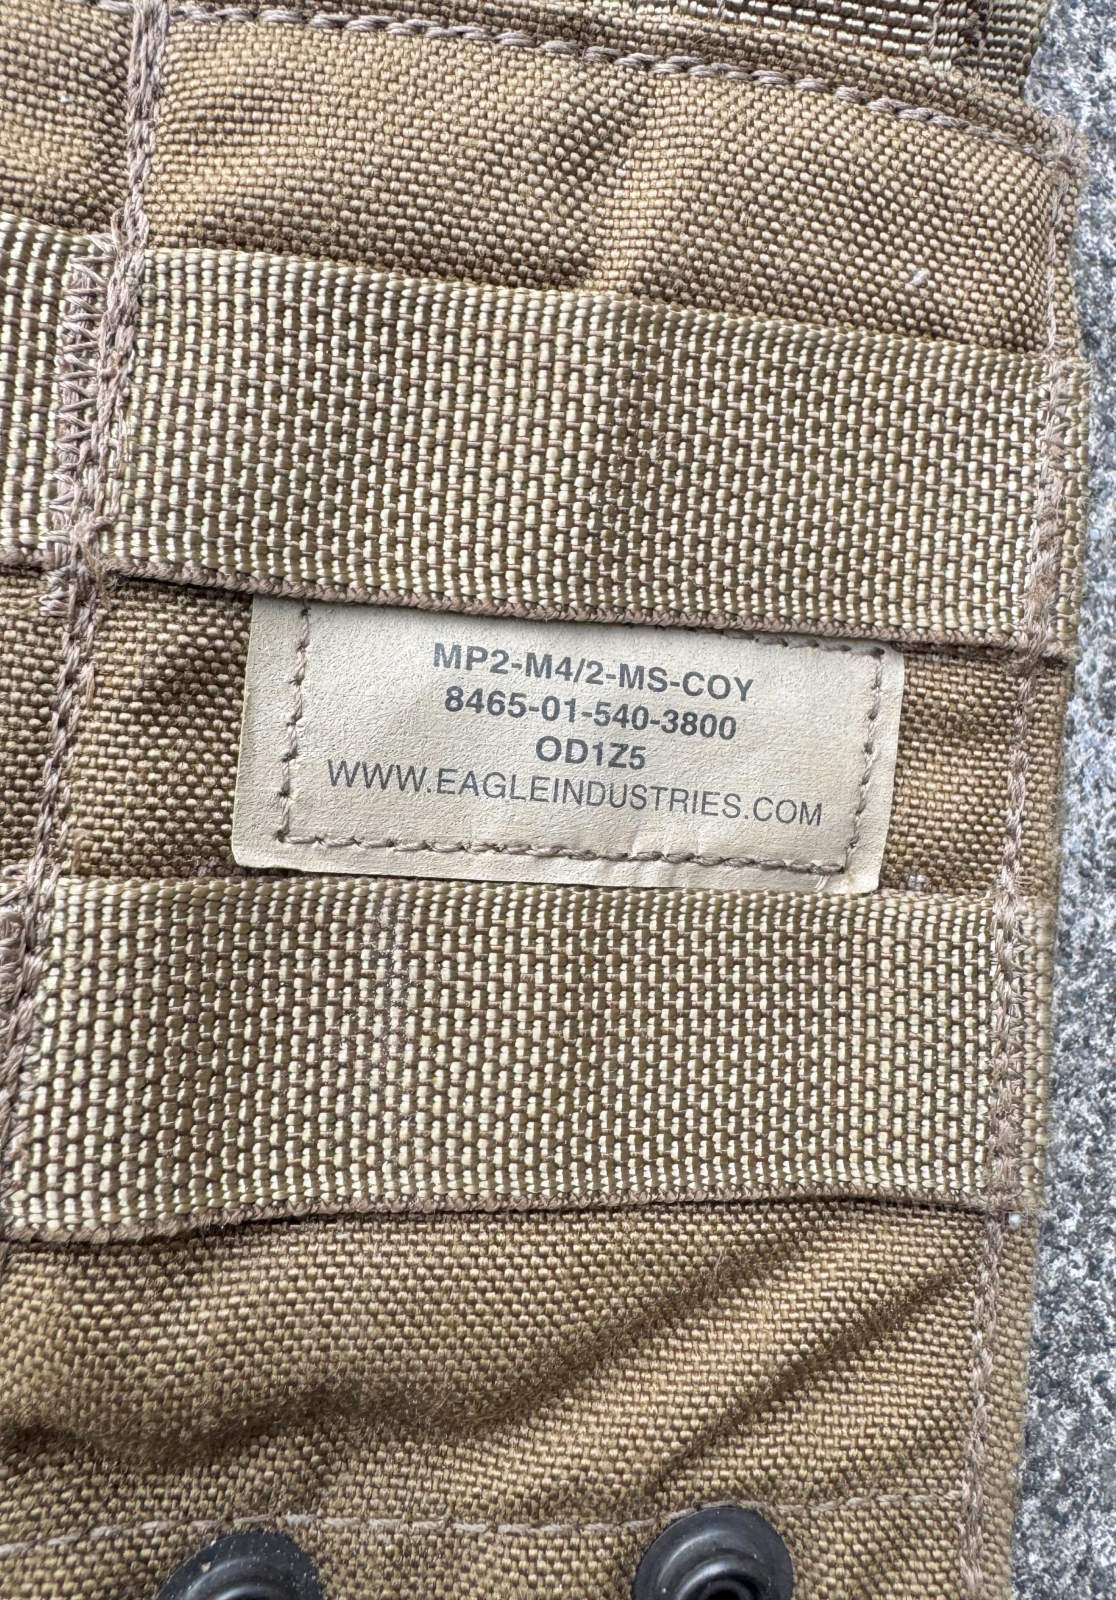 MP2-M4/2-MS-COY
8465-01-540-3800
OD1Z5
WWW.EAGLEINDUSTRIES.COM